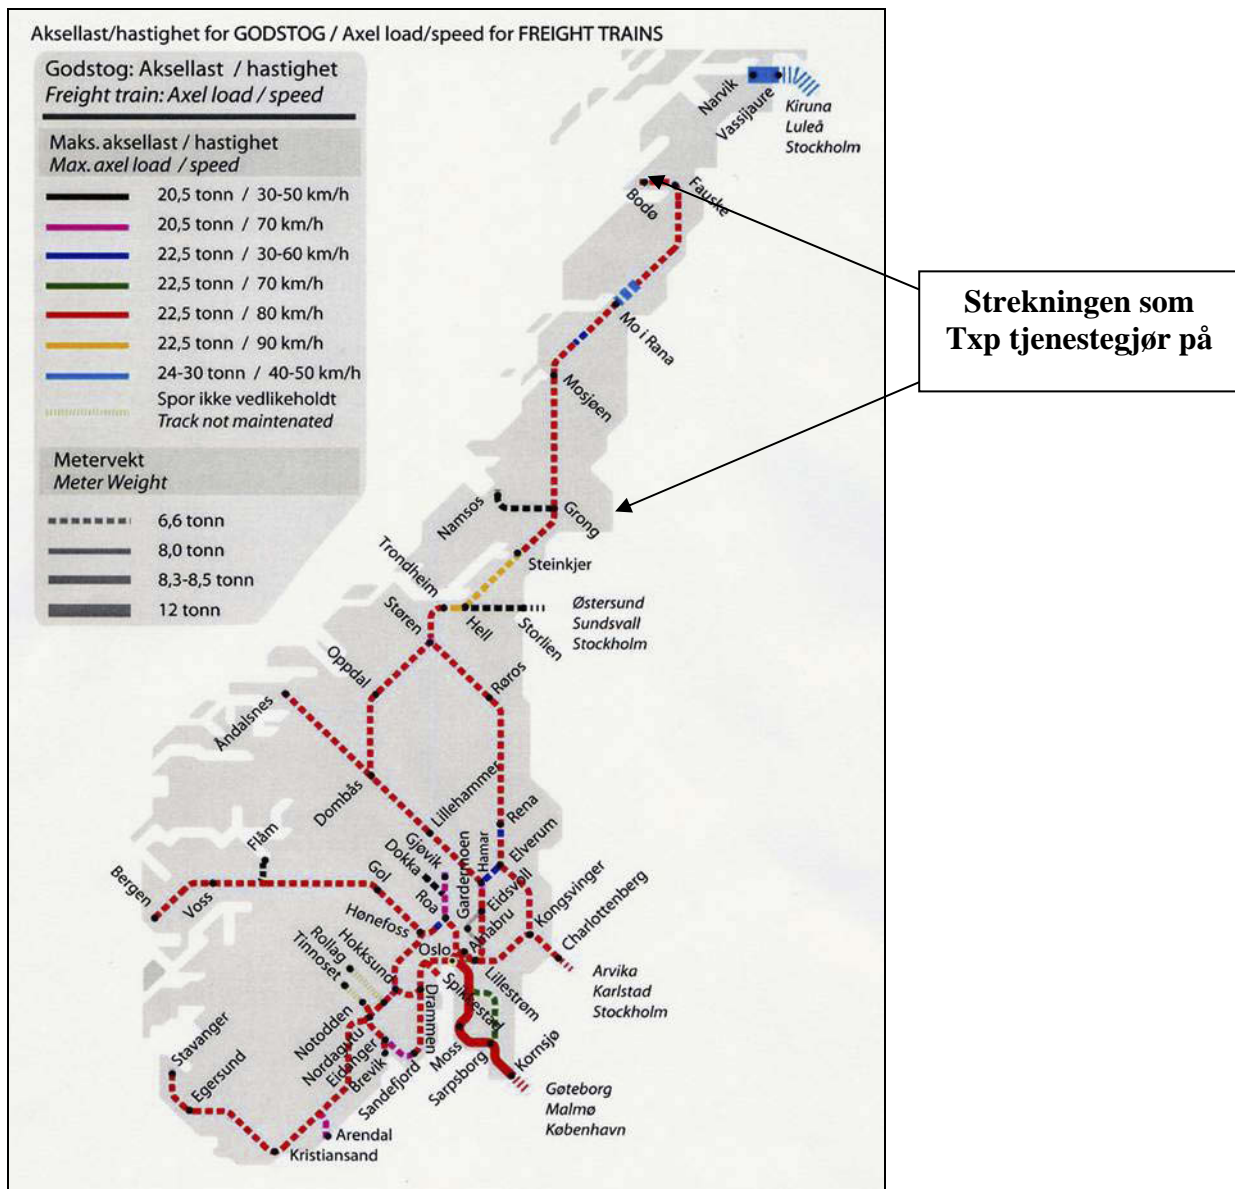 Aksellast/hastighet for GODSTOG / Axel load/speed for FREIGHT TRAINS
Godstog: Aksellast / hastighet
Freight train: Axel load / speed
Maks. aksellast / hastighet
Max. axel load / speed
20,5 tonn / 30-50 km/h
20,5 tonn / 70 km/h
22,5 tonn / 30-60 km/h
22,5 tonn / 70 km/h
22,5 tonn / 80 km/h
22,5 tonn / 90 km/h
24-30 tonn / 40-50 km/h
Spor ikke vedlikeholdt
Track not maintenated
Metervekt
Meter Weight
6,6 tonn
8,0 tonn
8,3-8,5 tonn
12 tonn
Narvik
Vassijaure
Kiruna
Luleå
Stockholm
Bodø
Fauske
Strekningen som
Txp tjenestegjør på
Mo i Rana
Mosjøen
Namsos
Grong
Steinkjer
Trondheim
Hell
Storlien
Østersund
Sundsvall
Stockholm
Støren
Oppdal
Røros
Åndalsnes
Dombås
Lillehammer
Rena
Flåm
Gjøvik
Dokka
Gardermoen
Hamar
Elverum
Bergen
Voss
Gol
Roa
Eidsvoll
Kongsvinger
Charlottenberg
Hønefoss
Alnabru
Oslo
Hokksund
Rollag
Tinnoset
Spikkestad
Lillestrøm
Arvika
Karlstad
Stockholm
Drammen
Notodden
Nordagutu
Eidanger
Brevik
Sandefjord
Moss
Sarpsborg
Kornsjø
Stavanger
Egersund
Gøteborg
Malmø
København
Arendal
Kristiansand